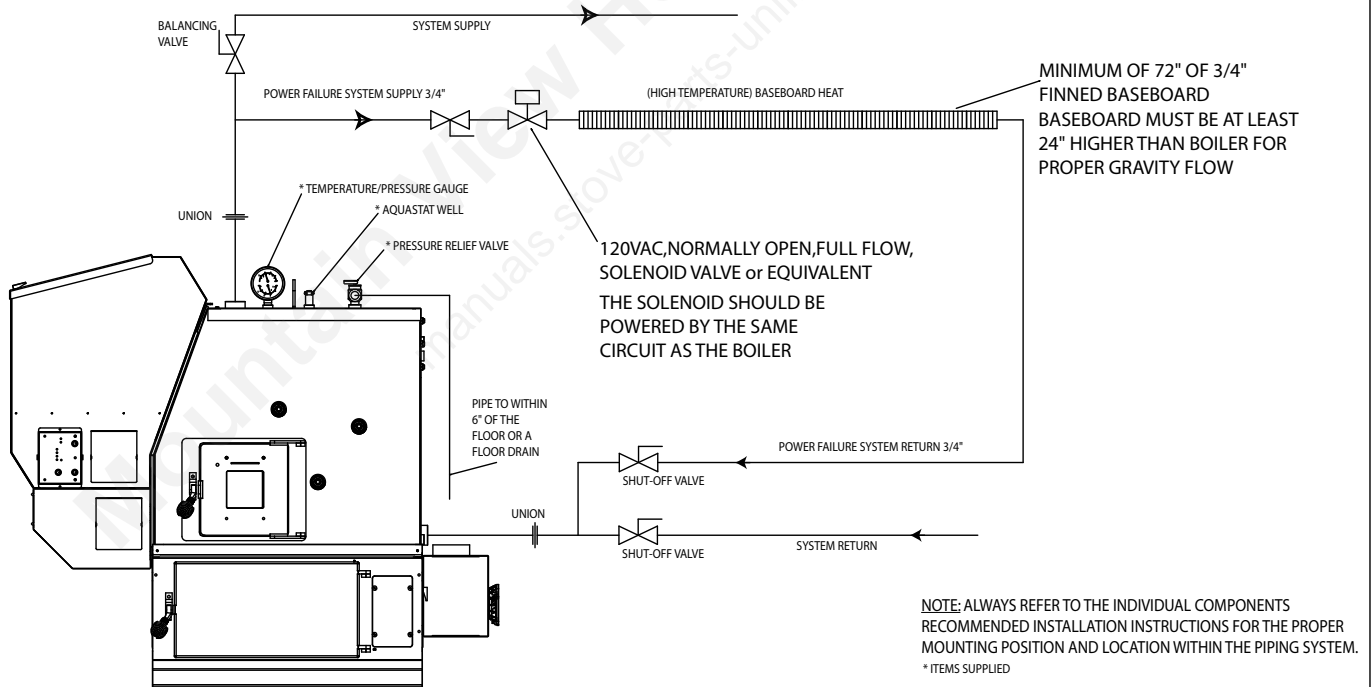 BALANCING
VALVE
SYSTEM SUPPLY
POWER FAILURE SYSTEM SUPPLY 3/4"
(HIGH TEMPERATURE) BASEBOARD HEAT
MINIMUM OF 72" OF 3/4"
FINNED BASEBOARD
BASEBOARD MUST BE AT LEAST
24" HIGHER THAN BOILER FOR
PROPER GRAVITY FLOW
* TEMPERATURE/PRESSURE GAUGE
* AQUASTAT WELL
UNION
* PRESSURE RELIEF VALVE
120VAC,NORMALLY OPEN,FULL FLOW,
SOLENOID VALVE or EQUIVALENT
THE SOLENOID SHOULD BE
POWERED BY THE SAME
CIRCUIT AS THE BOILER
PIPE TO WITHIN
6" OF THE
FLOOR OR A
FLOOR DRAIN
POWER FAILURE SYSTEM RETURN 3/4"
SHUT-OFF VALVE
UNION
SHUT-OFF VALVE
SYSTEM RETURN
NOTE: ALWAYS REFER TO THE INDIVIDUAL COMPONENTS
RECOMMENDED INSTALLATION INSTRUCTIONS FOR THE PROPER
MOUNTING POSITION AND LOCATION WITHIN THE PIPING SYSTEM.
* ITEMS SUPPLIED
Mountain View
manuals.stove-parts-